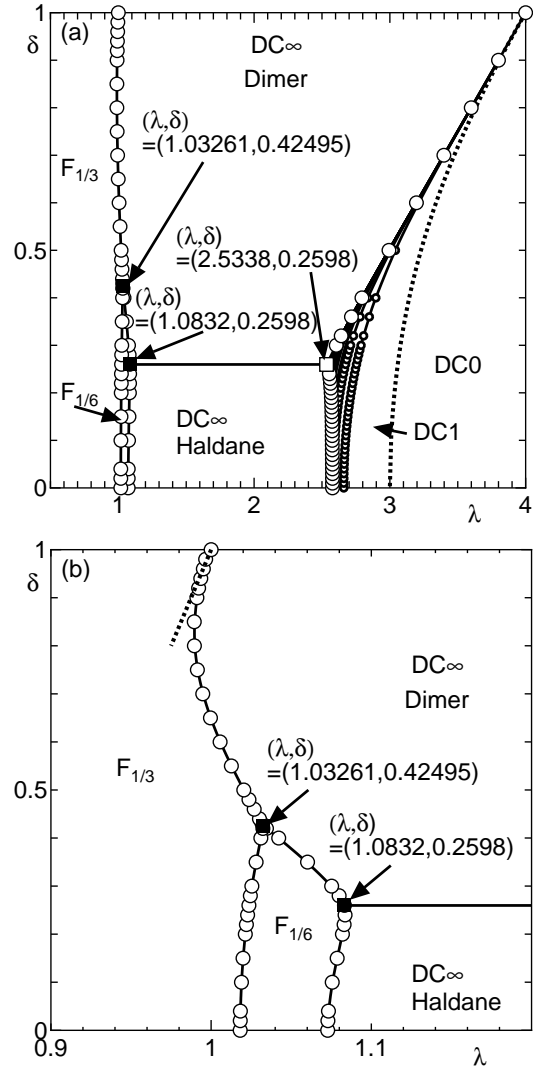 δ
1
(a)
DC∞
Dimer
(λ,δ)
=(1.03261,0.42495)
F1/3
0.5
(λ,δ)
=(2.5338,0.2598)
(λ,δ)
=(1.0832,0.2598)
DC0
F1/6
DC∞
Haldane
DC1
0
1
2
3
λ
4
δ
1
(b)
DC∞
Dimer
F1/3
(λ,δ)
=(1.03261,0.42495)
0.5
(λ,δ)
=(1.0832,0.2598)
F1/6
DC∞
Haldane
0
0.9
1
1.1
λ